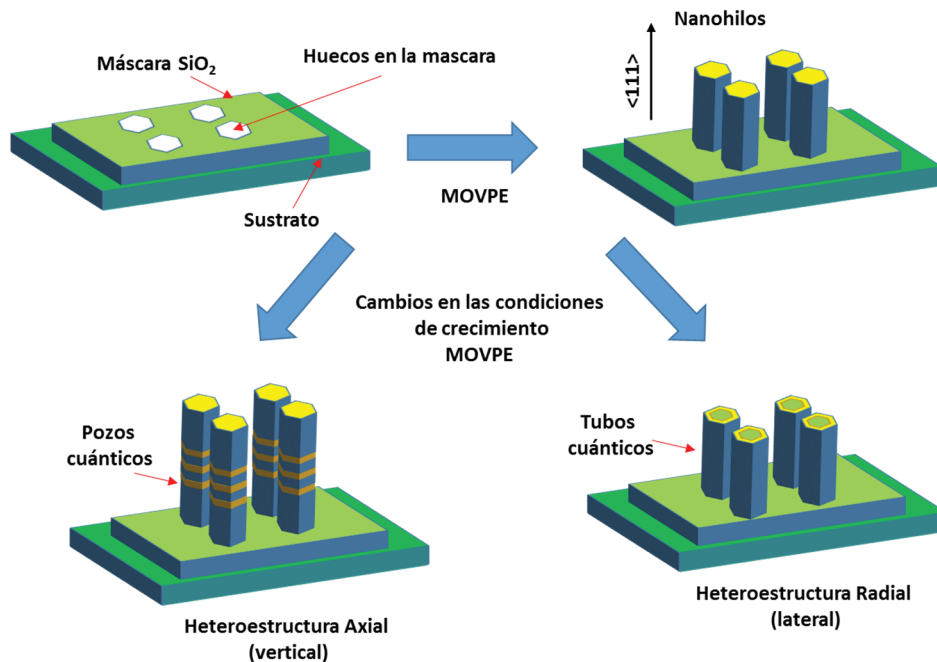 Máscara SiO₂
Huecos en la mascara
Nanohilos
<111>
MOVPE
Sustrato
Cambios en las condiciones
de crecimiento
MOVPE
Pozos
cuánticos
Tubos
cuánticos
Heteroestructura Axial
(vertical)
Heteroestructura Radial
(lateral)